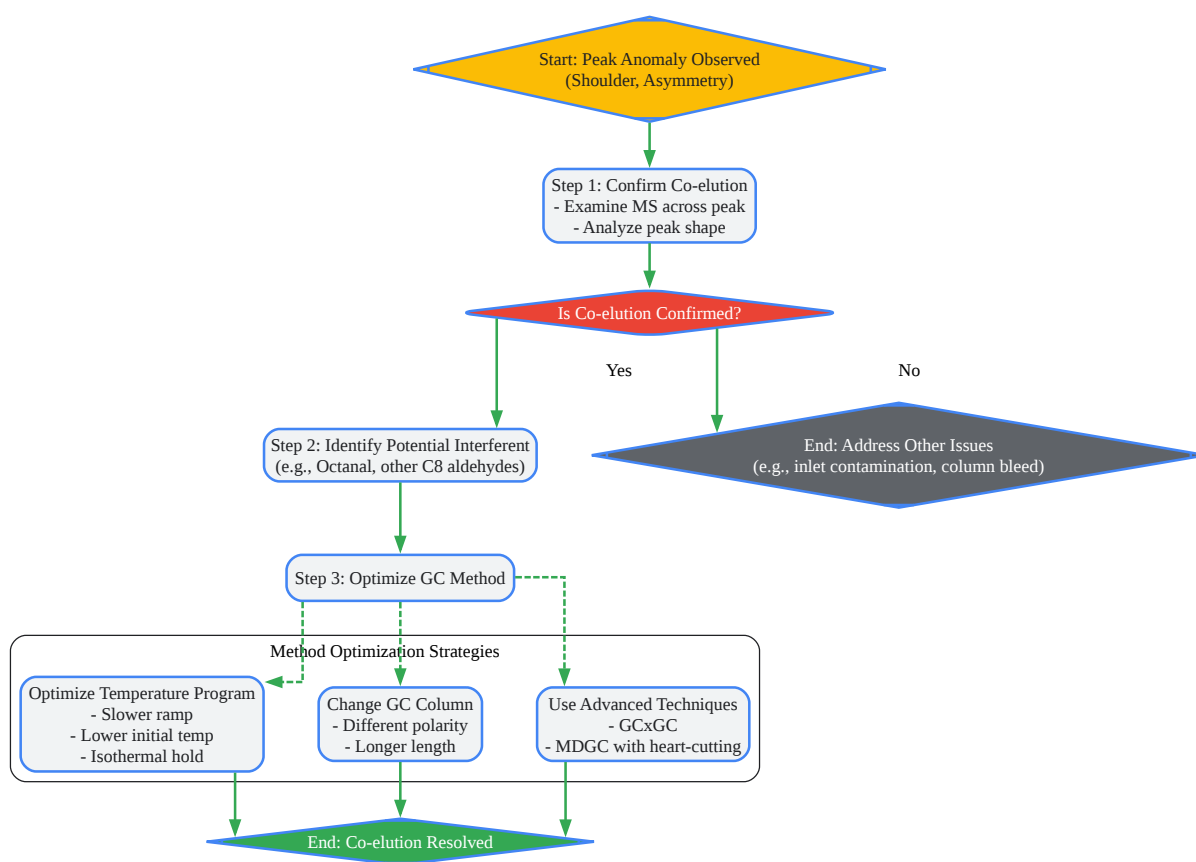 Start: Peak Anomaly Observed
(Shoulder, Asymmetry)
Step 1: Confirm Co-elution
- Examine MS across peak
- Analyze peak shape
Is Co-elution Confirmed?
Yes
No
Step 2: Identify Potential Interferent
(e.g., Octanal, other C8 aldehydes)
End: Address Other Issues
(e.g., inlet contamination, column bleed)
Step 3: Optimize GC Method
Method Optimization Strategies
Optimize Temperature Program
- Slower ramp
- Lower initial temp
- Isothermal hold
Change GC Column
- Different polarity
- Longer length
Use Advanced Techniques
- GCxGC
- MDGC with heart-cutting
End: Co-elution Resolved